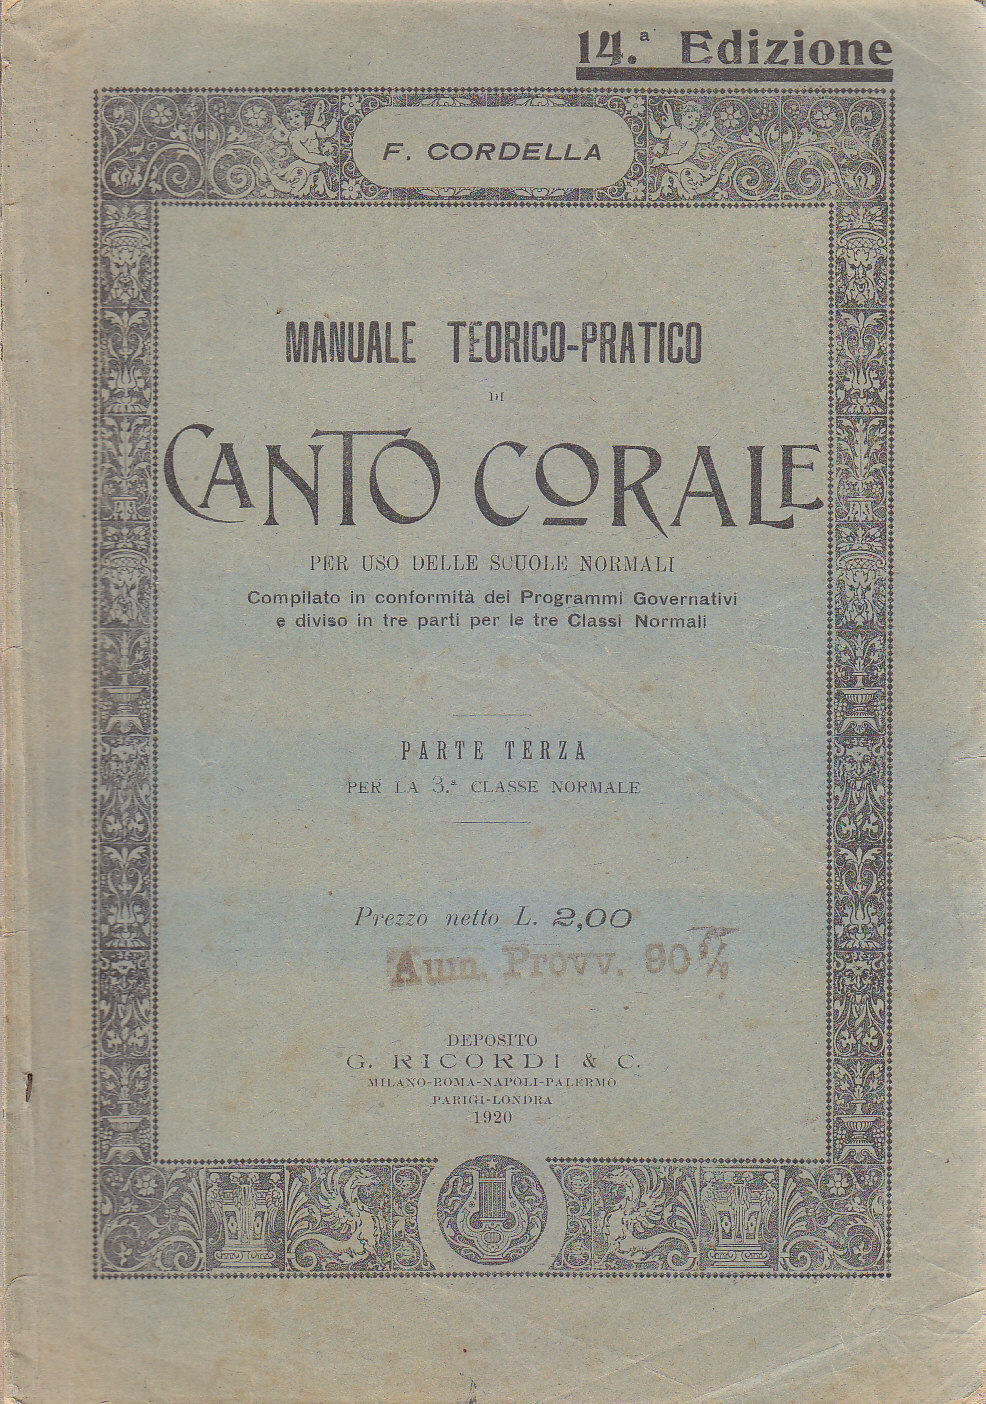 14.ª Edizione
F. CORDELLA
MANUALE TEORICO-PRATICO
DI
CANTO CORALE
PER USO DELLE SCUOLE NORMALI
Compilato in conformità dei Programmi Governativi
e diviso in tre parti per le tre Classi Normali
PARTE TERZA
PER LA 3.ª CLASSE NORMALE
Prezzo netto L. 2,00
Aum. Provv. 90
DEPOSITO
G. RICORDI & C.
MILANO-ROMA-NAPOLI-PALERMO
PARIGI-LONDRA
1920